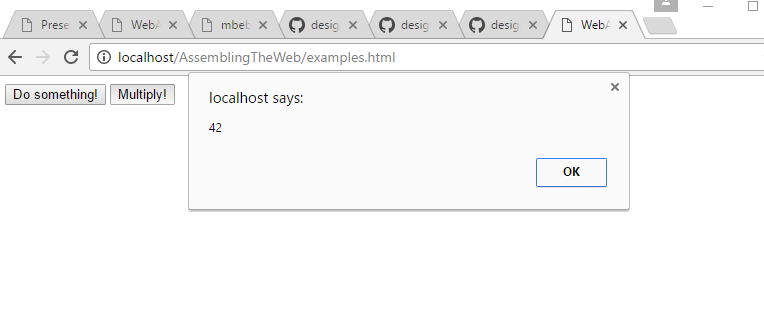 Prese WebA mbeb desig desig desig WebA
localhost/AssemblingTheWeb/examples.html
Do something! Multiply!
localhost says:
42
OK